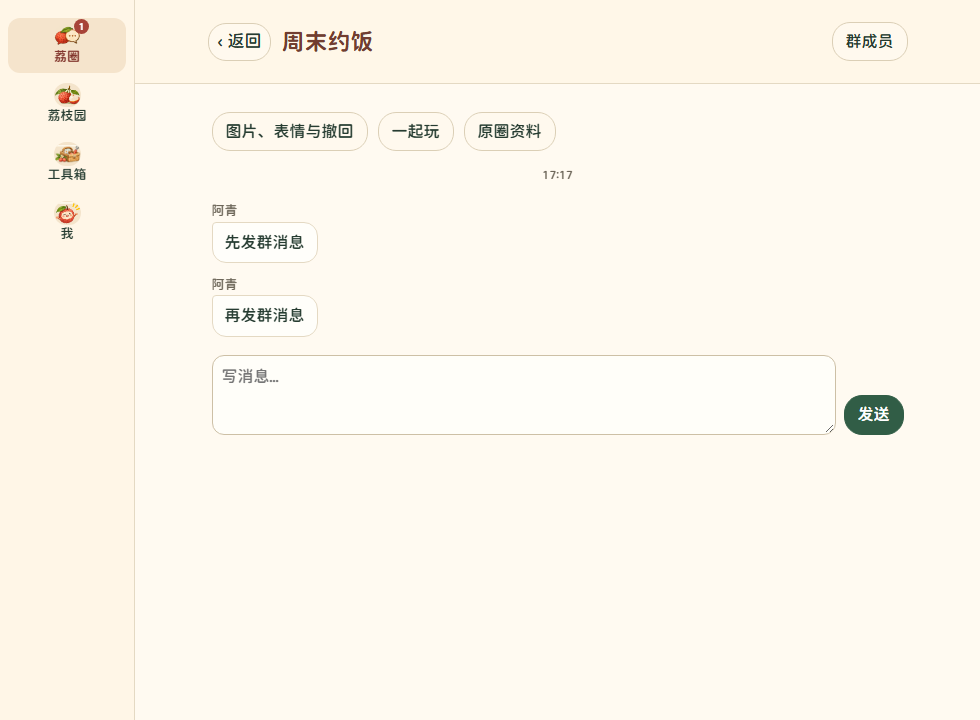 1
荔圈
荔枝园
工具箱
我
‹ 返回
周末约饭
群成员
图片、表情与撤回
一起玩
原圈资料
17:17
阿青
先发群消息
阿青
再发群消息
写消息…
发送